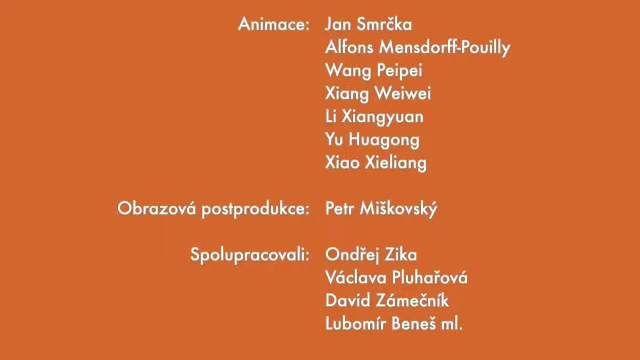 Animace: Jan Smrčka
Alfons Mensdorff-Pouilly
Wang Peipei
Xiang Weiwei
Li Xiangyuan
Yu Huagong
Xiao Xieliang
Obrazová postprodukce: Petr Miškovský
Spolupracovali: Ondřej Zika
Václava Pluhařová
David Zámečník
Lubomír Beneš ml.